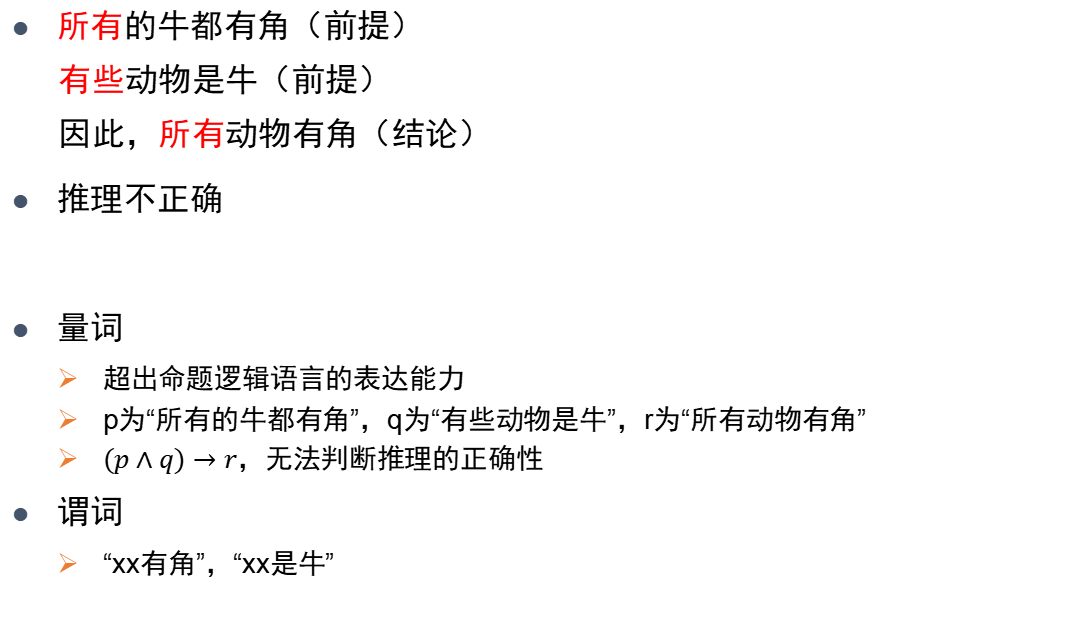 所有的牛都有角（前提）
有些动物是牛（前提）
因此，所有动物有角（结论）
推理不正确
量词
超出命题逻辑语言的表达能力
p为“所有的牛都有角”，q为“有些动物是牛”，r为“所有动物有角”
(p ∧ q) → r，无法判断推理的正确性
谓词
“xx有角”，“xx是牛”